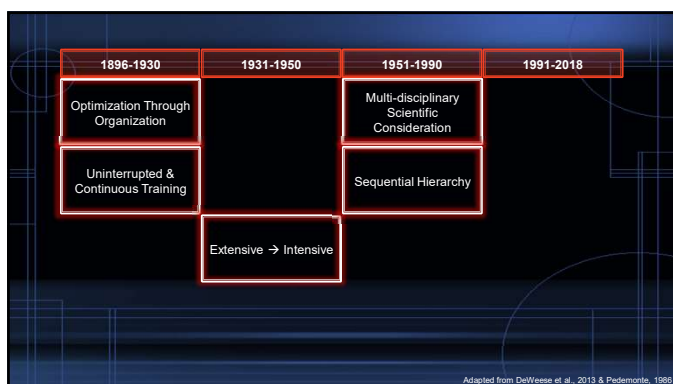 1896-1930
1931-1950
1951-1990
1991-2018
Optimization Through
Organization
Multi-disciplinary
Scientific
Consideration
Uninterrupted &
Continuous Training
Sequential Hierarchy
Extensive → Intensive
Adapted from DeWeese et al., 2013 & Pedemonte, 1986